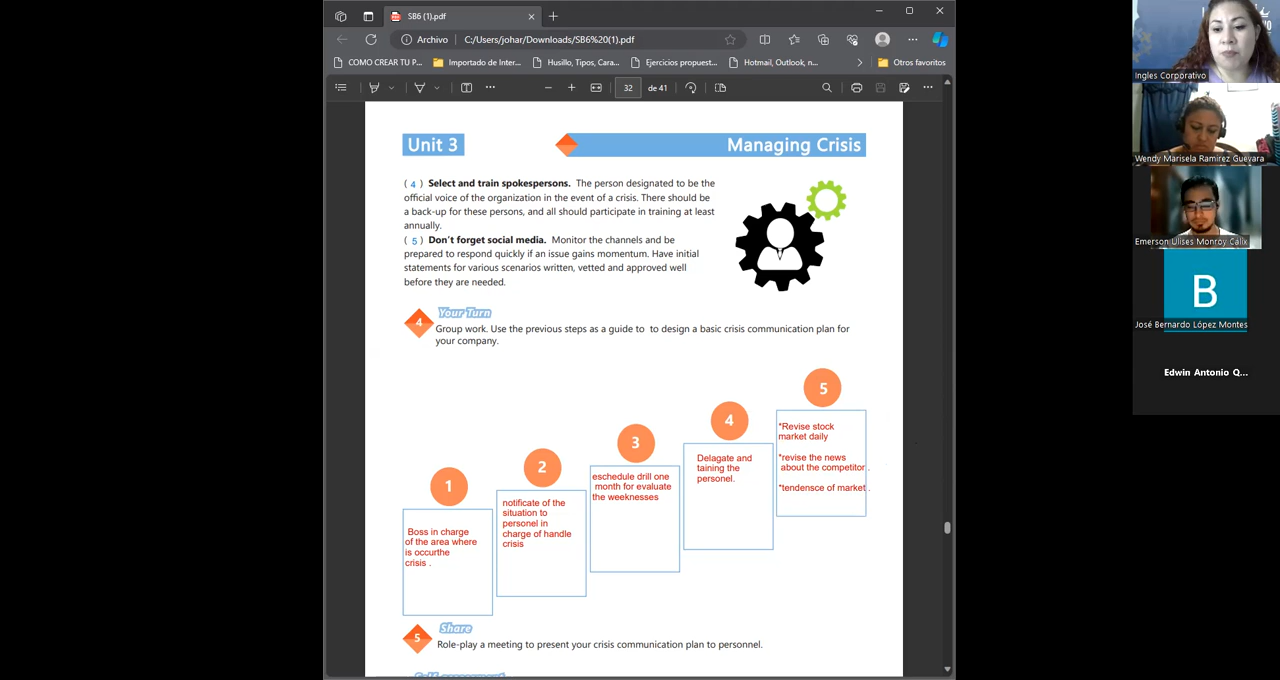 SB6 (1).pdf
Archivo
C:/Users/johar/Downloads/SB6%20(1).pdf
COMO CREAR TU P...
Importado de Inter...
Husillo, Tipos, Cara...
Ejercicios propuest...
Hotmail, Outlook, n...
Otros favoritos
32 de 41
Unit 3
Managing Crisis
( 4 ) Select and train spokespersons. The person designated to be the
official voice of the organization in the event of a crisis. There should be
a back-up for these persons, and all should participate in training at least
annually.
( 5 ) Don't forget social media. Monitor the channels and be
prepared to respond quickly if an issue gains momentum. Have initial
statements for various scenarios written, vetted and approved well
before they are needed.
4
Your Turn
Group work. Use the previous steps as a guide to to design a basic crisis communication plan for
your company.
1
Boss in charge
of the area where
is occurthe
crisis .
2
notificate of the
situation to
personel in
charge of handle
crisis
3
eschedule drill one
month for evaluate
the weeknesses
4
Delagate and
taining the
personel.
5
*Revise stock
market daily
*revise the news
about the competitor .
*tendensce of market .
5
Share
Role-play a meeting to present your crisis communication plan to personnel.
Self-assessment
Ingles Corporativo
Wendy Marisela Ramirez Guevara
Emerson Ulises Monroy Calix
B
José Bernardo López Montes
Edwin Antonio Q...